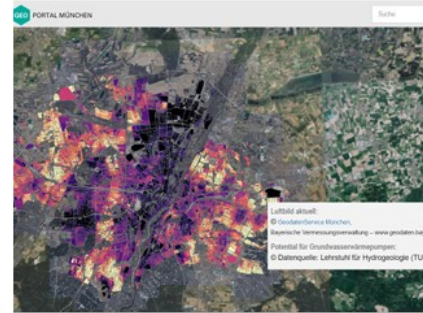 GEO PORTAL MÜNCHEN
Suche
Luftbild aktuell:
© GeodatenService München,
Bayerische Vermessungsverwaltung – www.geodaten.ba
Potential für Grundwasserwärmepumpen:
© Datenquelle: Lehrstuhl für Hydrogeologie (TU